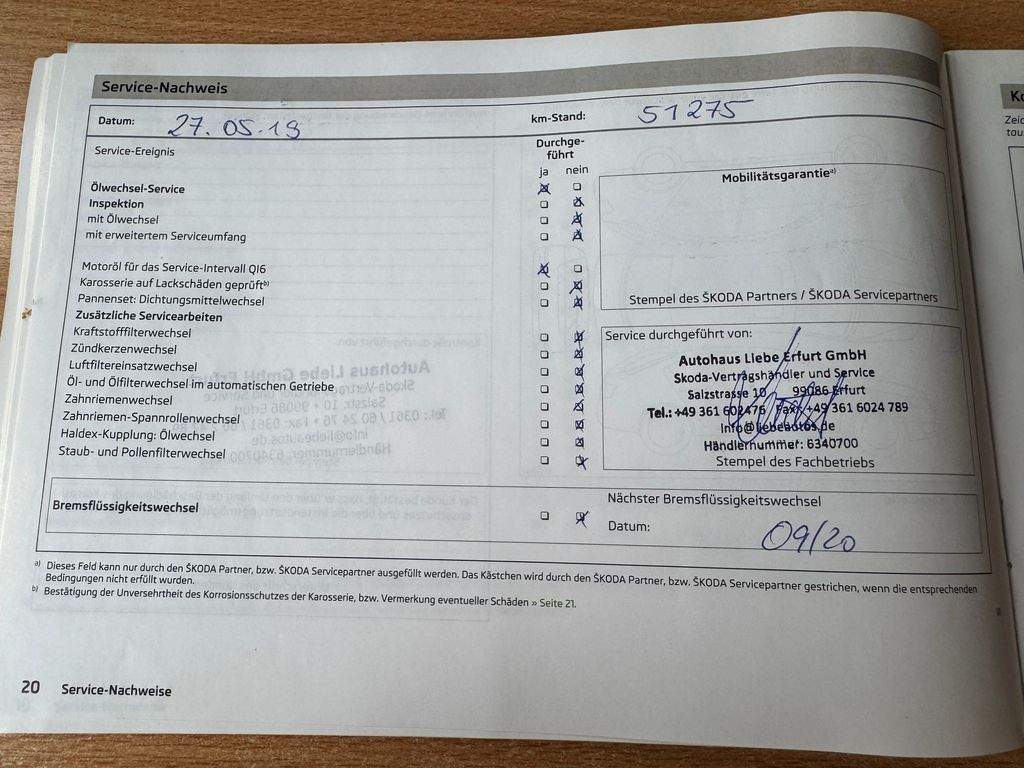 Service-Nachweis
Datum: 27.05.19 km-Stand: 51275
Service-Ereignis Durchge-
führt
ja nein
Mobilitätsgarantie a)
Ölwechsel-Service
Inspektion
mit Ölwechsel
mit erweitertem Serviceumfang
Motoröl für das Service-Intervall QI6
Karosserie auf Lackschäden geprüft b)
Pannenset: Dichtungsmittelwechsel
Stempel des ŠKODA Partners / ŠKODA Servicepartners
Zusätzliche Servicearbeiten
Kraftstofffilterwechsel
Zündkerzenwechsel
Luftfiltereinsatzwechsel
Öl- und Ölfilterwechsel im automatischen Getriebe
Zahnriemenwechsel
Zahnriemen-Spannrollenwechsel
Haldex-Kupplung: Ölwechsel
Staub- und Pollenfilterwechsel
Service durchgeführt von:
Autohaus Liebe Erfurt GmbH
Skoda-Vertragshändler und Service
Salzstrasse 10 99086 Erfurt
Tel.: +49 361 602476 Fax: +49 361 6024 789
Info@liebeautos.de
Händlernummer: 6340700
Stempel des Fachbetriebs
Bremsflüssigkeitswechsel
Nächster Bremsflüssigkeitswechsel
Datum: 09/20
a) Dieses Feld kann nur durch den ŠKODA Partner, bzw. ŠKODA Servicepartner ausgefüllt werden. Das Kästchen wird durch den ŠKODA Partner, bzw. ŠKODA Servicepartner gestrichen, wenn die entsprechenden
Bedingungen nicht erfüllt wurden.
b) Bestätigung der Unversehrtheit des Korrosionsschutzes der Karosserie, bzw. Vermerkung eventueller Schäden » Seite 21.
20 Service-Nachweise